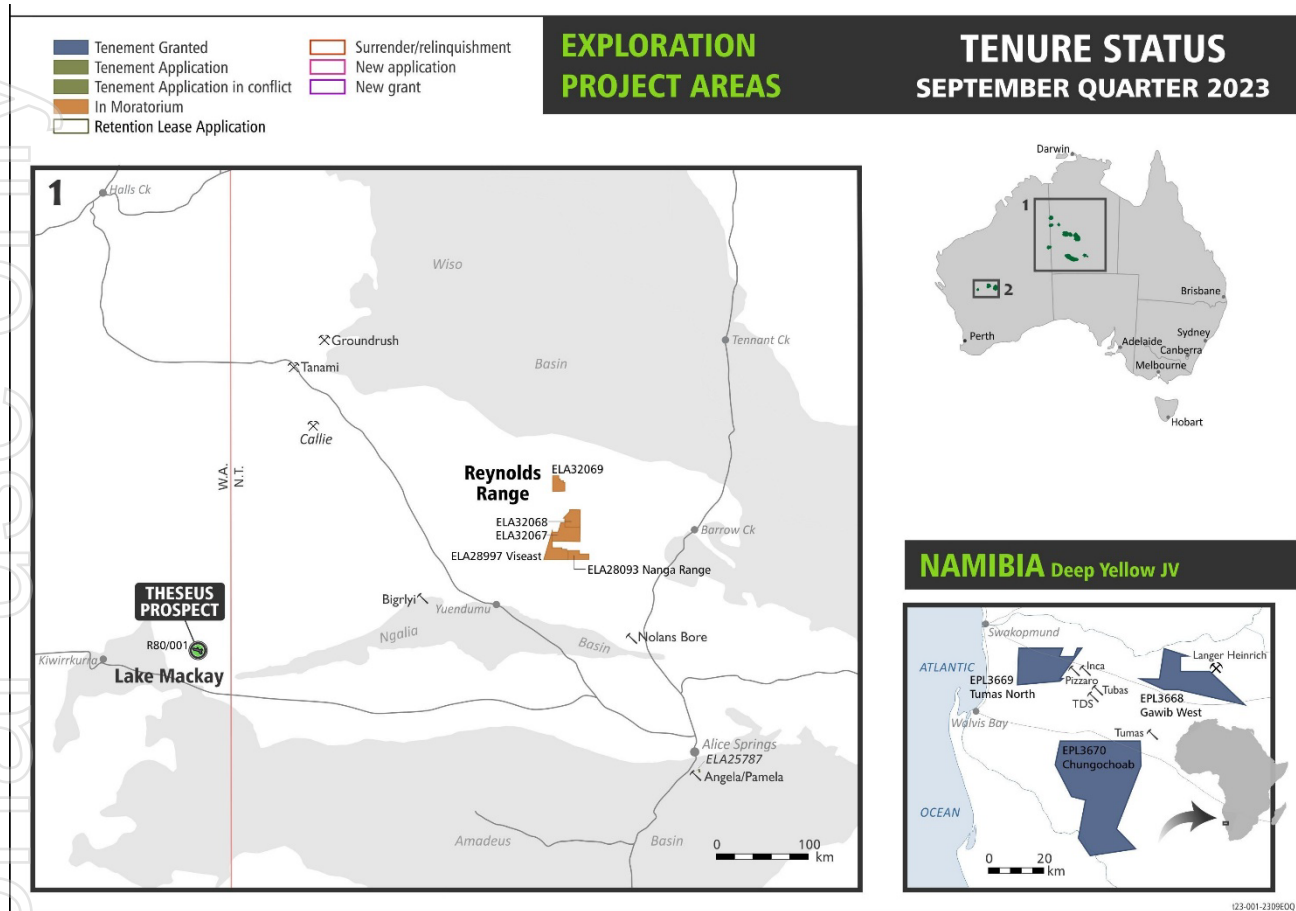 Tenement Granted
Tenement Application
Tenement Application in conflict
In Moratorium
Retention Lease Application
Surrender/relinquishment
New application
New grant
EXPLORATION
PROJECT AREAS
TENURE STATUS
SEPTEMBER QUARTER 2023
1
Halls Ck
Wiso
Groundrush
Tennant Ck
Basin
Tanami
Callie
W.A.
N.T.
Reynolds
Range
ELA32069
ELA32068
ELA32067
Barrow Ck
ELA28997 Viseast
ELA28093 Nanga Range
THESEUS
PROSPECT
Bigrlyi
Yuendumu
Ngalia
Basin
Nolans Bore
R80/001
Kiwirrkurra
Lake Mackay
Alice Springs
ELA25787
Angela/Pamela
Amadeus
Basin
0 100
km
Darwin
1
2
Brisbane
Perth
Sydney
Adelaide
Canberra
Melbourne
Hobart
NAMIBIA Deep Yellow JV
Swakopmund
ATLANTIC
Langer Heinrich
Inca
Pizzaro
EPL3669
Tumas North
Tubas
TDS
EPL3668
Gawib West
Walvis Bay
Tumas
EPL3670
Chungochoab
OCEAN
0 20
km
t23-001-2309EOQ